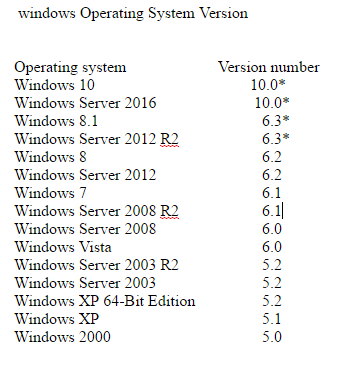 windows Operating System Version
Operating system Version number
Windows 10 10.0*
Windows Server 2016 10.0*
Windows 8.1 6.3*
Windows Server 2012 R2 6.3*
Windows 8 6.2
Windows Server 2012 6.2
Windows 7 6.1
Windows Server 2008 R2 6.1
Windows Server 2008 6.0
Windows Vista 6.0
Windows Server 2003 R2 5.2
Windows Server 2003 5.2
Windows XP 64-Bit Edition 5.2
Windows XP 5.1
Windows 2000 5.0